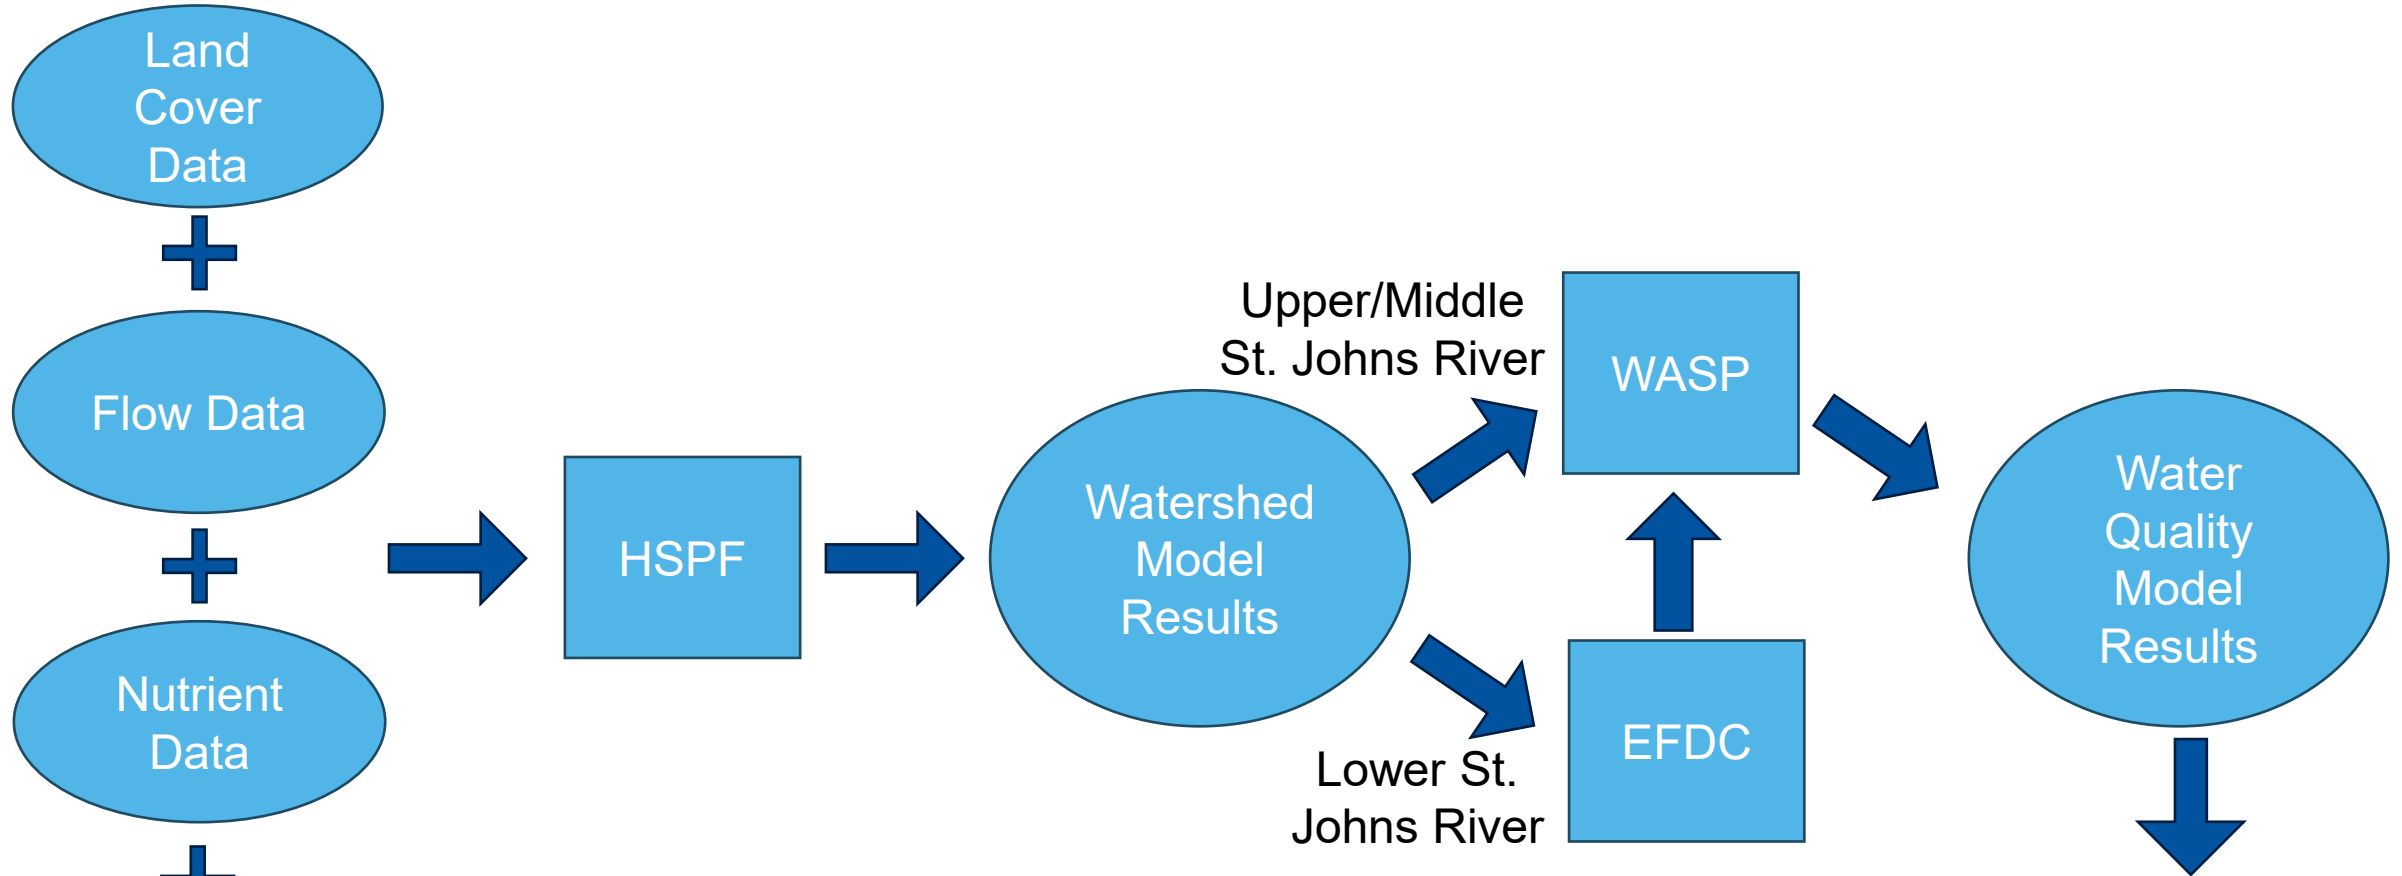 Land
Cover
Data
Flow Data
Nutrient
Data
HSPF
Watershed
Model
Results
Upper/Middle
St. Johns River
WASP
Lower St.
Johns River
EFDC
Water
Quality
Model
Results